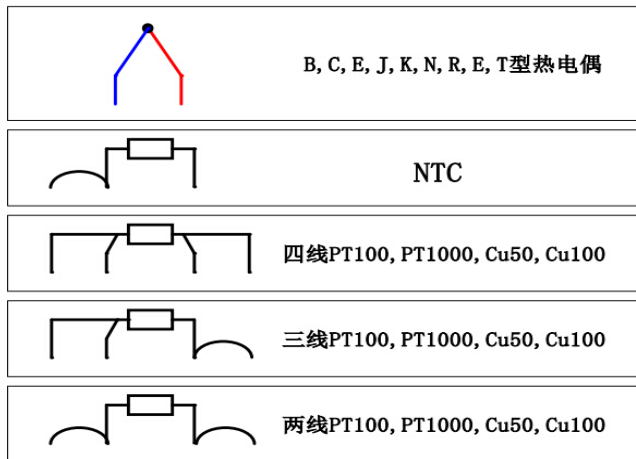 B, C, E, J, K, N, R, E, T型热电偶
NTC
四线PT100, PT1000, Cu50, Cu100
三线PT100, PT1000, Cu50, Cu100
两线PT100, PT1000, Cu50, Cu100